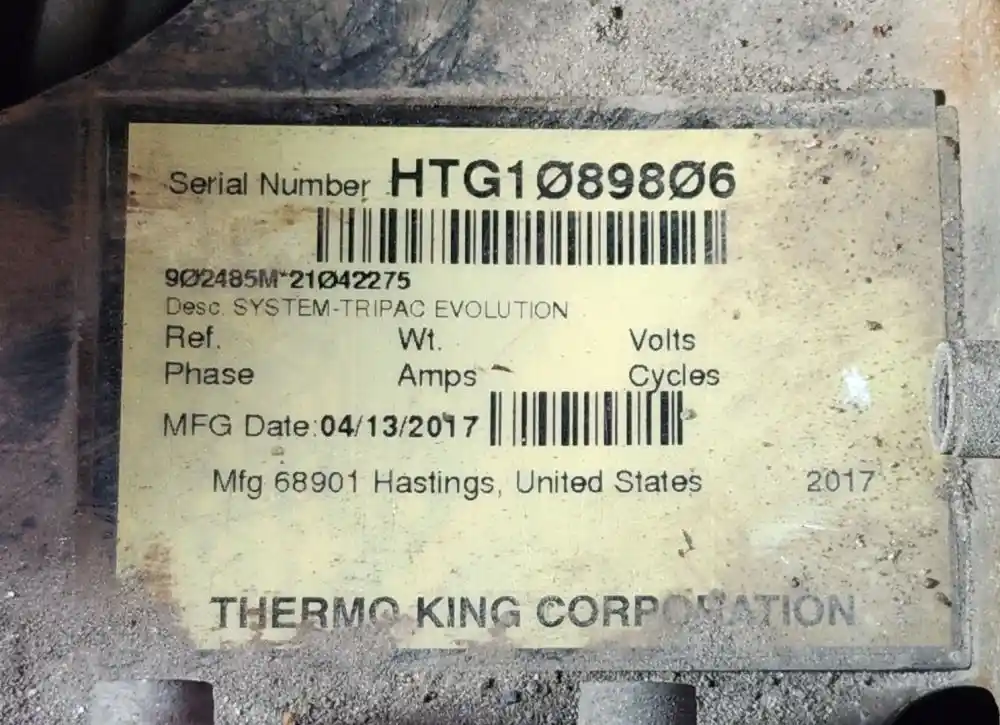 Serial Number HTG1Ø898Ø6
9Ø2485M*21Ø42275
Desc. SYSTEM-TRIPAC EVOLUTION
Ref. Wt. Volts
Phase Amps Cycles
MFG Date:04/13/2017
Mfg 68901 Hastings, United States 2017
THERMO KING CORPORATION